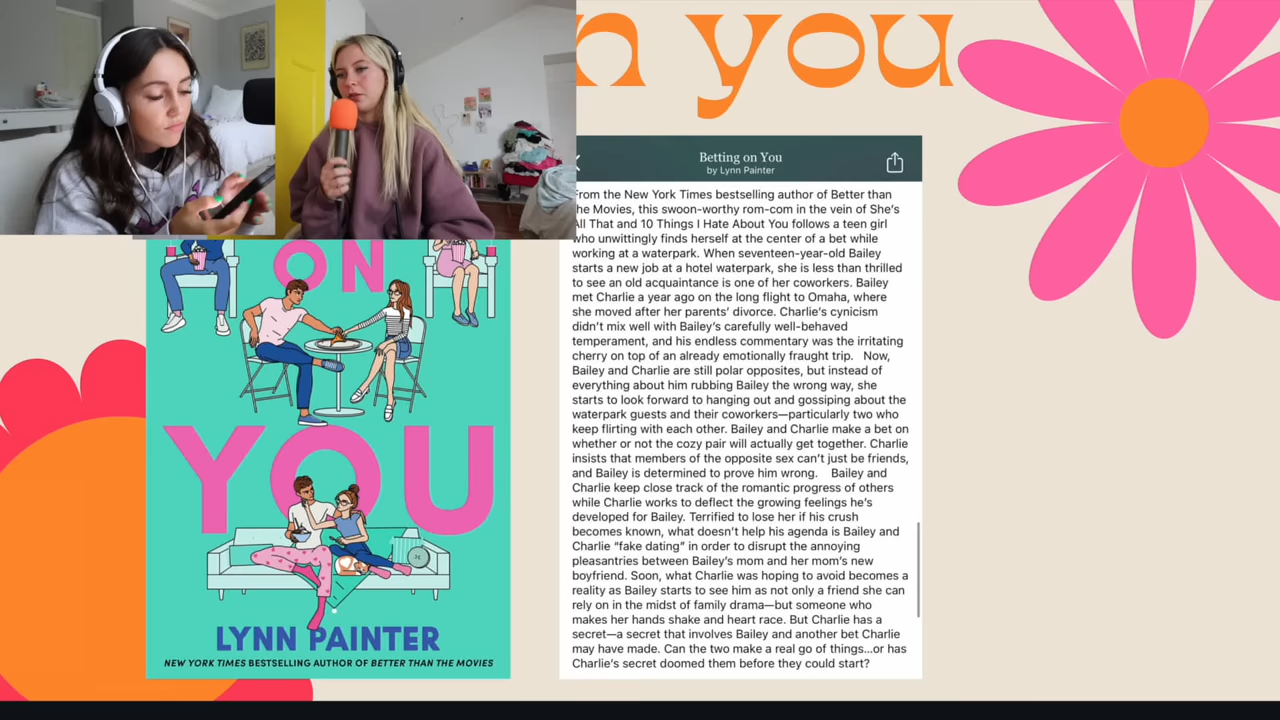 n you
Betting on You
by Lynn Painter
From the New York Times bestselling author of Better than
the Movies, this swoon-worthy rom-com in the vein of She's
All That and 10 Things I Hate About You follows a teen girl
who unwittingly finds herself at the center of a bet while
working at a waterpark. When seventeen-year-old Bailey
starts a new job at a hotel waterpark, she is less than thrilled
to see an old acquaintance is one of her coworkers. Bailey
met Charlie a year ago on the long flight to Omaha, where
she moved after her parents' divorce. Charlie's cynicism
didn't mix well with Bailey's carefully well-behaved
temperament, and his endless commentary was the irritating
cherry on top of an already emotionally fraught trip. Now,
Bailey and Charlie are still polar opposites, but instead of
everything about him rubbing Bailey the wrong way, she
starts to look forward to hanging out and gossiping about the
waterpark guests and their coworkers—particularly two who
keep flirting with each other. Bailey and Charlie make a bet on
whether or not the cozy pair will actually get together. Charlie
insists that members of the opposite sex can't just be friends,
and Bailey is determined to prove him wrong. Bailey and
Charlie keep close track of the romantic progress of others
while Charlie works to deflect the growing feelings he's
developed for Bailey. Terrified to lose her if his crush
becomes known, what doesn't help his agenda is Bailey and
Charlie “fake dating” in order to disrupt the annoying
pleasantries between Bailey's mom and her mom's new
boyfriend. Soon, what Charlie was hoping to avoid becomes a
reality as Bailey starts to see him as not only a friend she can
rely on in the midst of family drama—but someone who
makes her hands shake and heart race. But Charlie has a
secret—a secret that involves Bailey and another bet Charlie
may have made. Can the two make a real go of things...or has
Charlie's secret doomed them before they could start?
ON
YOU
LYNN PAINTER
NEW YORK TIMES BESTSELLING AUTHOR OF BETTER THAN THE MOVIES